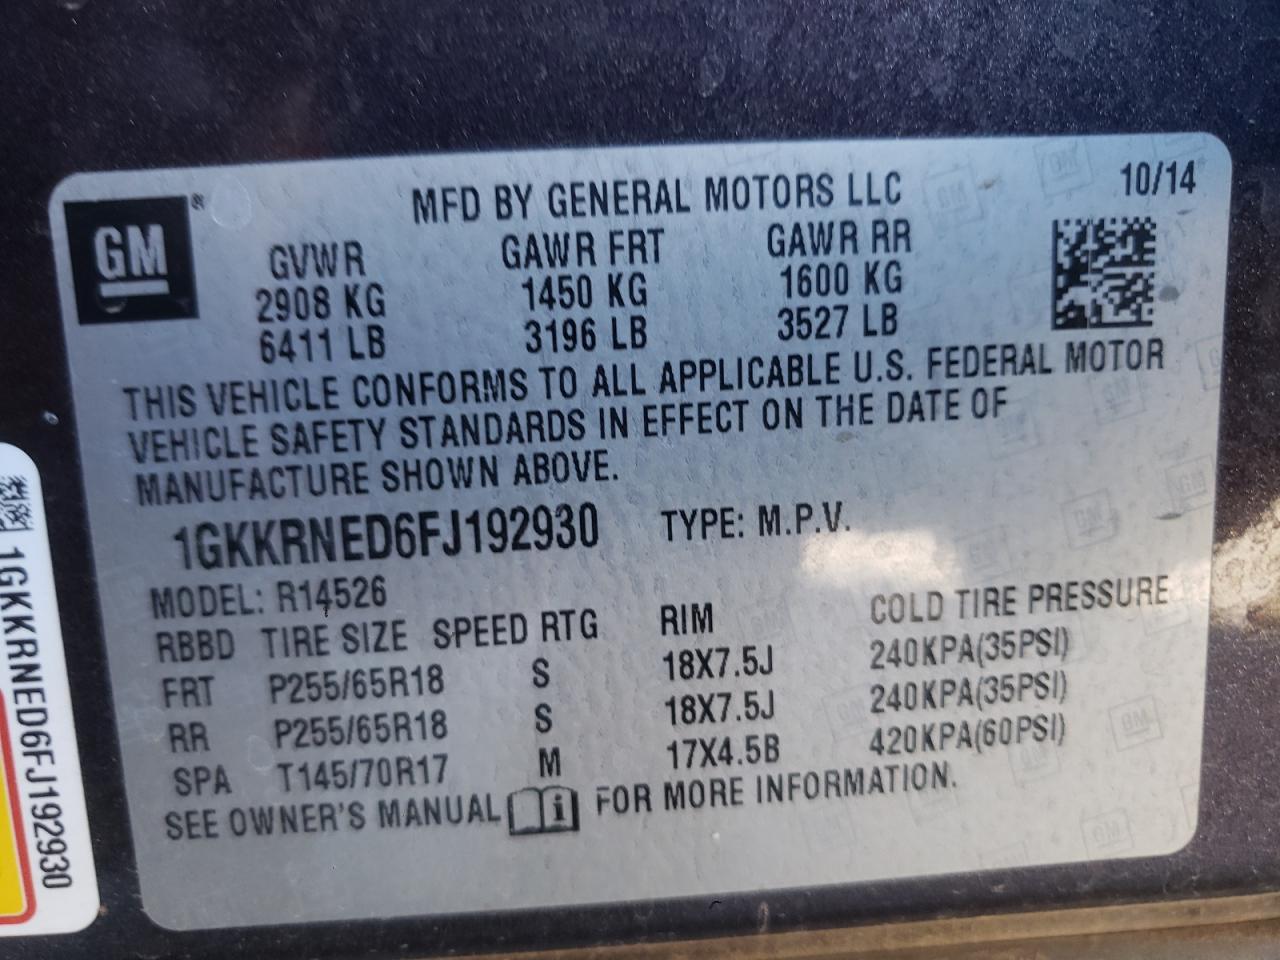 GM ®
MFD BY GENERAL MOTORS LLC 10/14
GVWR GAWR FRT GAWR RR
2908 KG 1450 KG 1600 KG
6411 LB 3196 LB 3527 LB
THIS VEHICLE CONFORMS TO ALL APPLICABLE U.S. FEDERAL MOTOR
VEHICLE SAFETY STANDARDS IN EFFECT ON THE DATE OF
MANUFACTURE SHOWN ABOVE.
1GKKRNED6FJ192930 TYPE: M.P.V.
MODEL: R14526
RBBD TIRE SIZE SPEED RTG RIM COLD TIRE PRESSURE
FRT P255/65R18 S 18X7.5J 240KPA(35PSI)
RR P255/65R18 S 18X7.5J 240KPA(35PSI)
SPA T145/70R17 M 17X4.5B 420KPA(60PSI)
SEE OWNER'S MANUAL i FOR MORE INFORMATION.
1GKKRNED6FJ192930